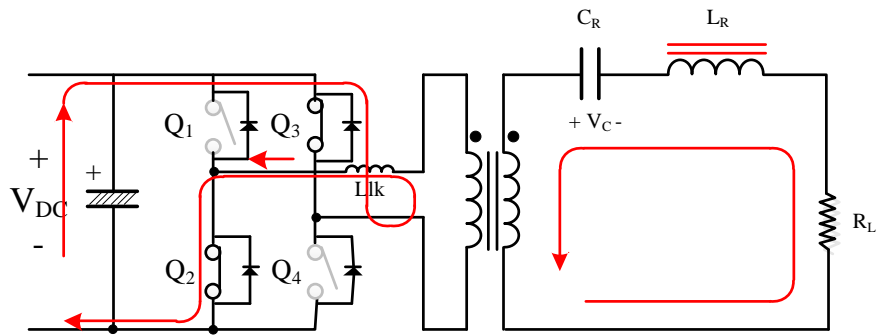 C_R
L_R
+ V_C -
Q_1
Q_3
+
+
V_DC
-
Llk
R_L
Q_2
Q_4